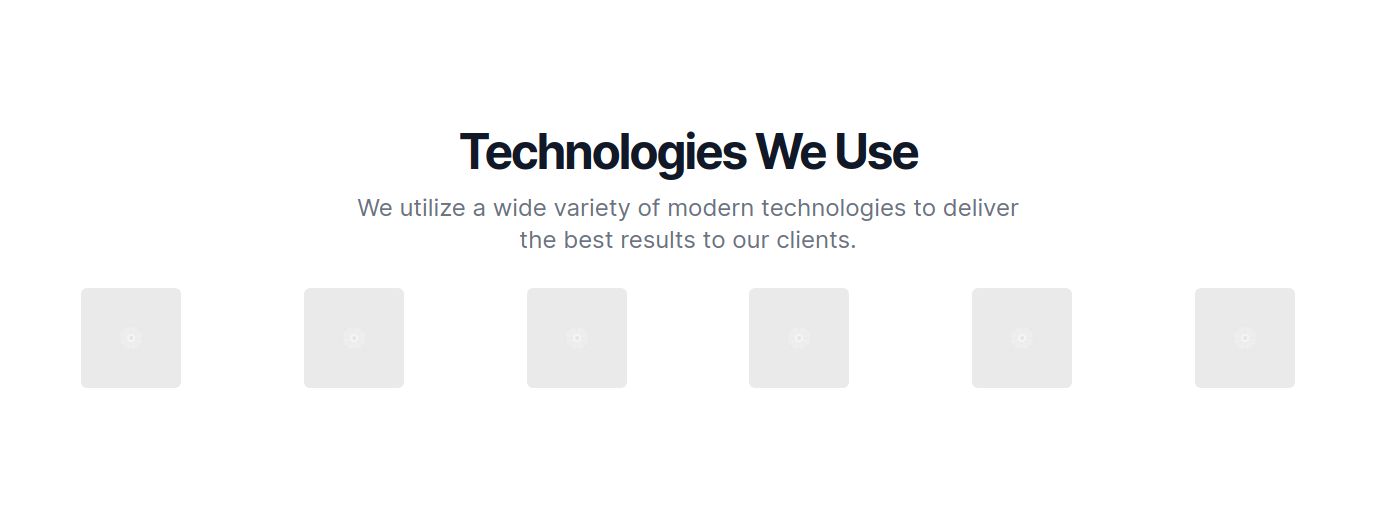 Technologies We Use
We utilize a wide variety of modern technologies to deliver
the best results to our clients.